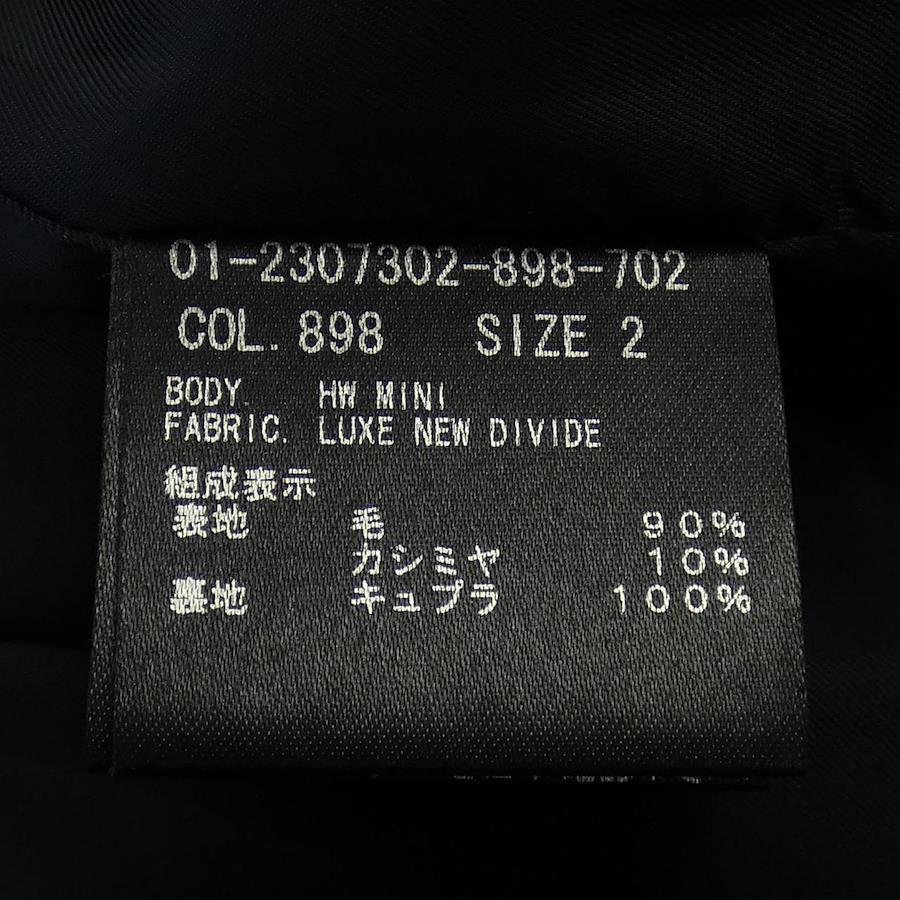 01-2307302-898-702
COL. 898 SIZE 2
BODY. HW MINI
FABRIC. LUXE NEW DIVIDE
組成表示
表地 毛 90%
カシミヤ 10%
裏地 キュプラ 100%